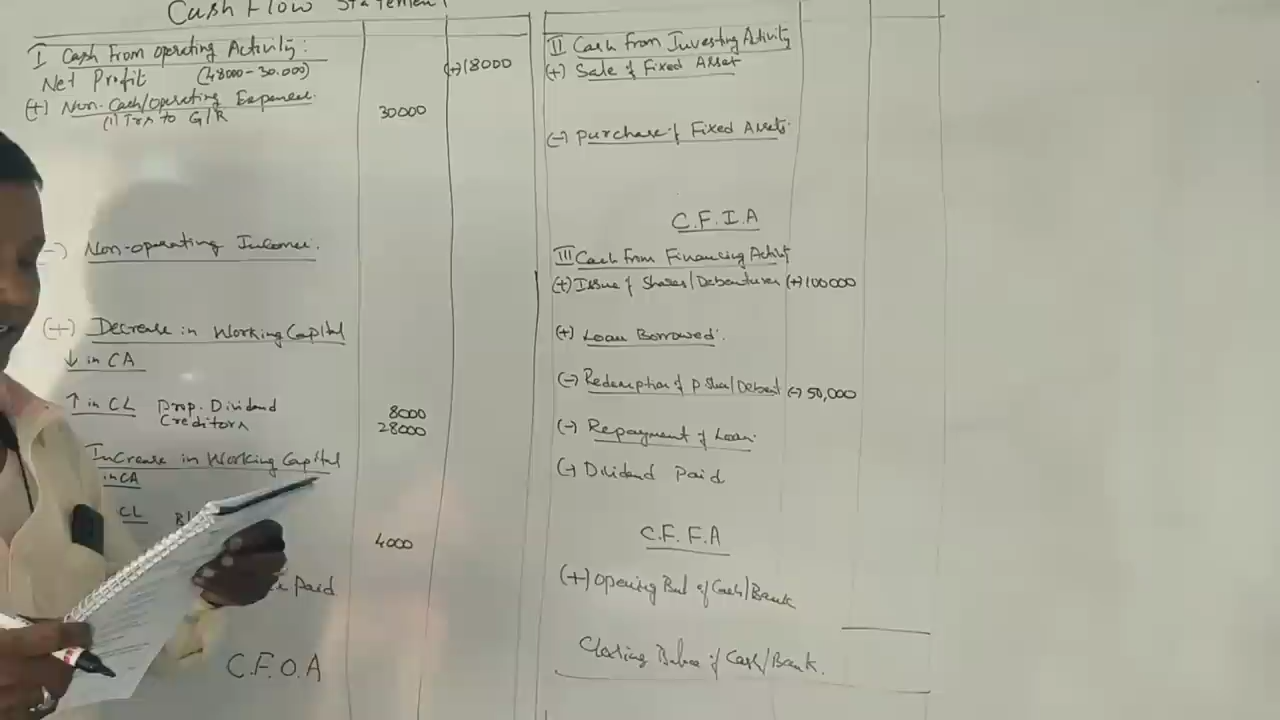 Cash Flow Statement
I Cash From operating Activity:
Net Profit (48000-30.000) (+)18000
(+) Non-Cash/operating Expenses.
(1) Trs to G/R 30000
(-) Non-operating Income.
(+) Decrease in Working Capital
↓ in CA
↑ in CL Prop. Dividend 8000
Creditors 28000
Increase in Working Capital
in CA
CL
4000
Paid
C.F.O.A
II Cash From Investing Activity
(+) Sale of Fixed Asset
(-) Purchase of Fixed Assets.
C.F.I.A
III Cash From Financing Activity
(+) Issue of Shares/Debentures (+) 100000
(+) Loan Borrowed.
(-) Redemption of P Share/Debent (-) 50,000
(-) Repayment of Loan.
(-) Dividend Paid
C.F.F.A
(+) Opening Bal of Cash/Bank
Closing Balance of Cash/Bank.